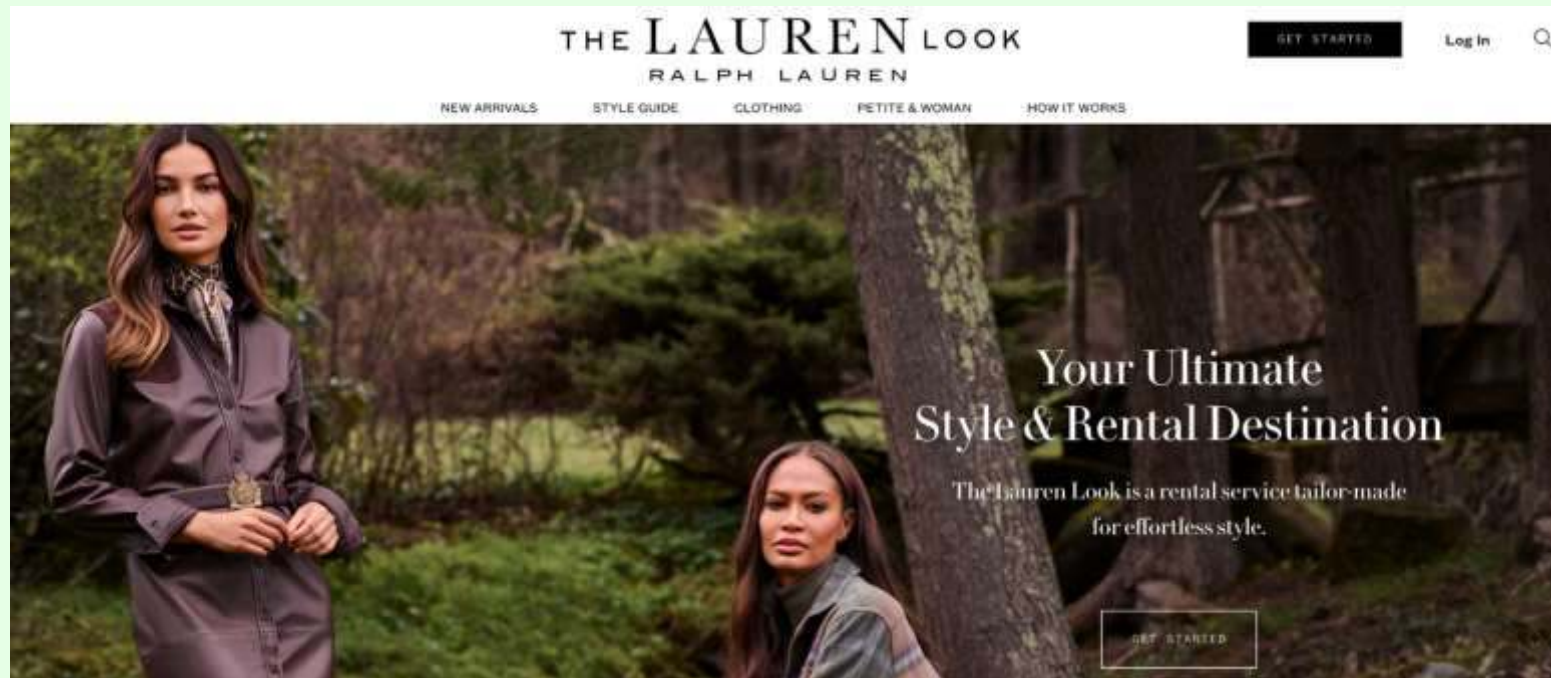 THE LAUREN LOOK
RALPH LAUREN
GET STARTED
Log In
NEW ARRIVALS
STYLE GUIDE
CLOTHING
PETITE & WOMAN
HOW IT WORKS
Your Ultimate
Style & Rental Destination
The Lauren Look is a rental service tailor-made
for effortless style.
GET STARTED